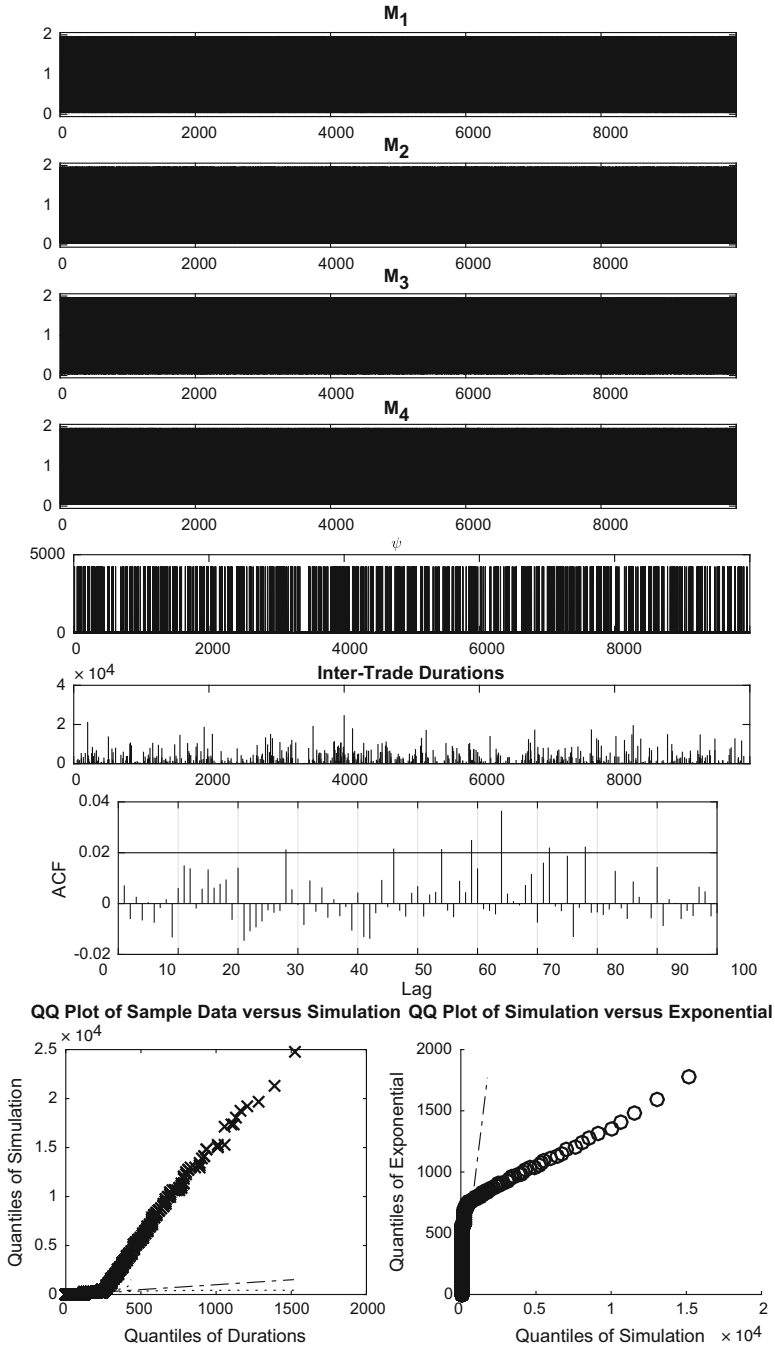 M1
2
1
0
0 2000 4000 6000 8000
M2
2
1
0
0 2000 4000 6000 8000
M3
2
1
0
0 2000 4000 6000 8000
M4
2
1
0
0 2000 4000 6000 8000
ψ
5000
0
0 2000 4000 6000 8000
× 10^4 Inter-Trade Durations
4
2
0
0 2000 4000 6000 8000
0.04
0.02
0
-0.02
ACF
0 10 20 30 40 50 60 70 80 90 100
Lag
QQ Plot of Sample Data versus Simulation
× 10^4
2.5
2
1.5
1
0.5
0
Quantiles of Simulation
0 500 1000 1500 2000
Quantiles of Durations
QQ Plot of Simulation versus Exponential
2000
1500
1000
500
0
Quantiles of Exponential
0 0.5 1 1.5 2
Quantiles of Simulation × 10^4